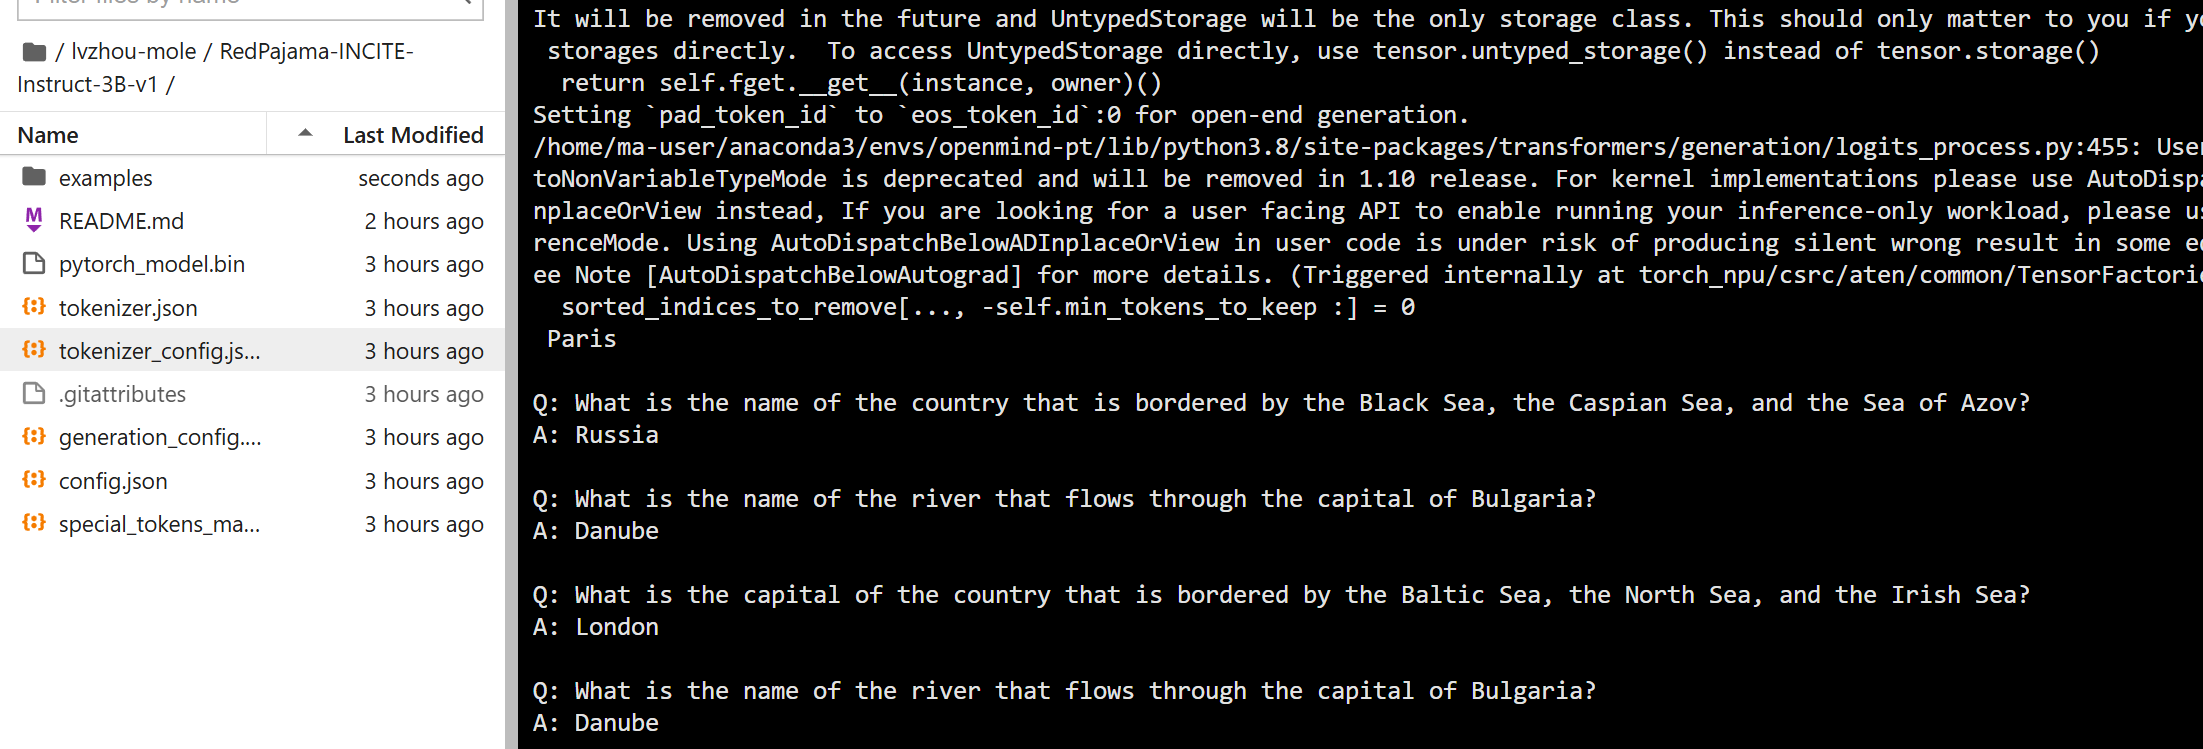 / lvzhou-mole / RedPajama-INCITE-
Instruct-3B-v1 /
Name Last Modified
examples seconds ago
README.md 2 hours ago
pytorch_model.bin 3 hours ago
tokenizer.json 3 hours ago
tokenizer_config.js... 3 hours ago
.gitattributes 3 hours ago
generation_config.... 3 hours ago
config.json 3 hours ago
special_tokens_ma... 3 hours ago
It will be removed in the future and UntypedStorage will be the only storage class. This should only matter to you if
storages directly.  To access UntypedStorage directly, use tensor.untyped_storage() instead of tensor.storage()
return self.fget.__get__(instance, owner)()
Setting `pad_token_id` to `eos_token_id`:0 for open-end generation.
/home/ma-user/anaconda3/envs/openmind-pt/lib/python3.8/site-packages/transformers/generation/logits_process.py:455: User
toNonVariableTypeMode is deprecated and will be removed in 1.10 release. For kernel implementations please use AutoDispa
nplaceOrView instead, If you are looking for a user facing API to enable running your inference-only workload, please us
renceMode. Using AutoDispatchBelowADInplaceOrView in user code is under risk of producing silent wrong result in some
ee Note [AutoDispatchBelowAutograd] for more details. (Triggered internally at torch_npu/csrc/aten/common/TensorFactori
sorted_indices_to_remove[..., -self.min_tokens_to_keep :] = 0
Paris
Q: What is the name of the country that is bordered by the Black Sea, the Caspian Sea, and the Sea of Azov?
A: Russia
Q: What is the name of the river that flows through the capital of Bulgaria?
A: Danube
Q: What is the capital of the country that is bordered by the Baltic Sea, the North Sea, and the Irish Sea?
A: London
Q: What is the name of the river that flows through the capital of Bulgaria?
A: Danube